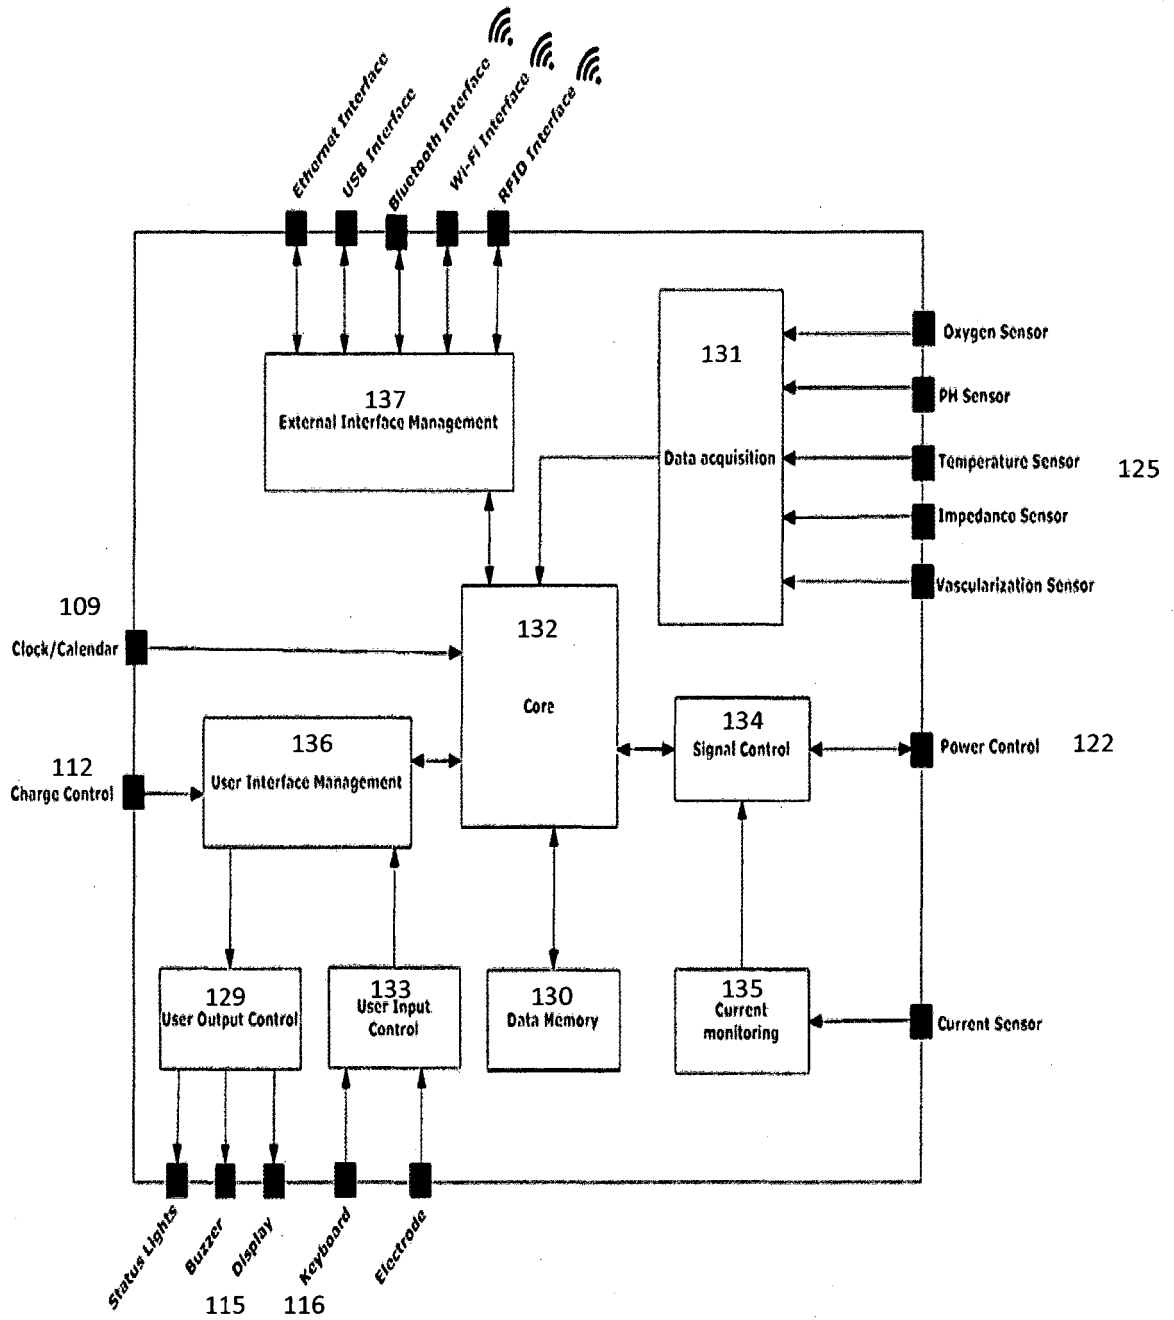 Ethernet Interface
USB Interface
Bluetooth Interface
Wi-Fi Interface
RFID Interface
137
External Interface Management
131
Data acquisition
Oxygen Sensor
PH Sensor
Temperature Sensor
125
Impedance Sensor
Vascularization Sensor
109
Clock/Calendar
132
Core
136
User Interface Management
112
Charge Control
134
Signal Control
Power Control
122
129
User Output Control
133
User Input
Control
130
Data Memory
135
Current
monitoring
Current Sensor
Status Lights
Buzzer
Display
Keyboard
Electrode
115
116